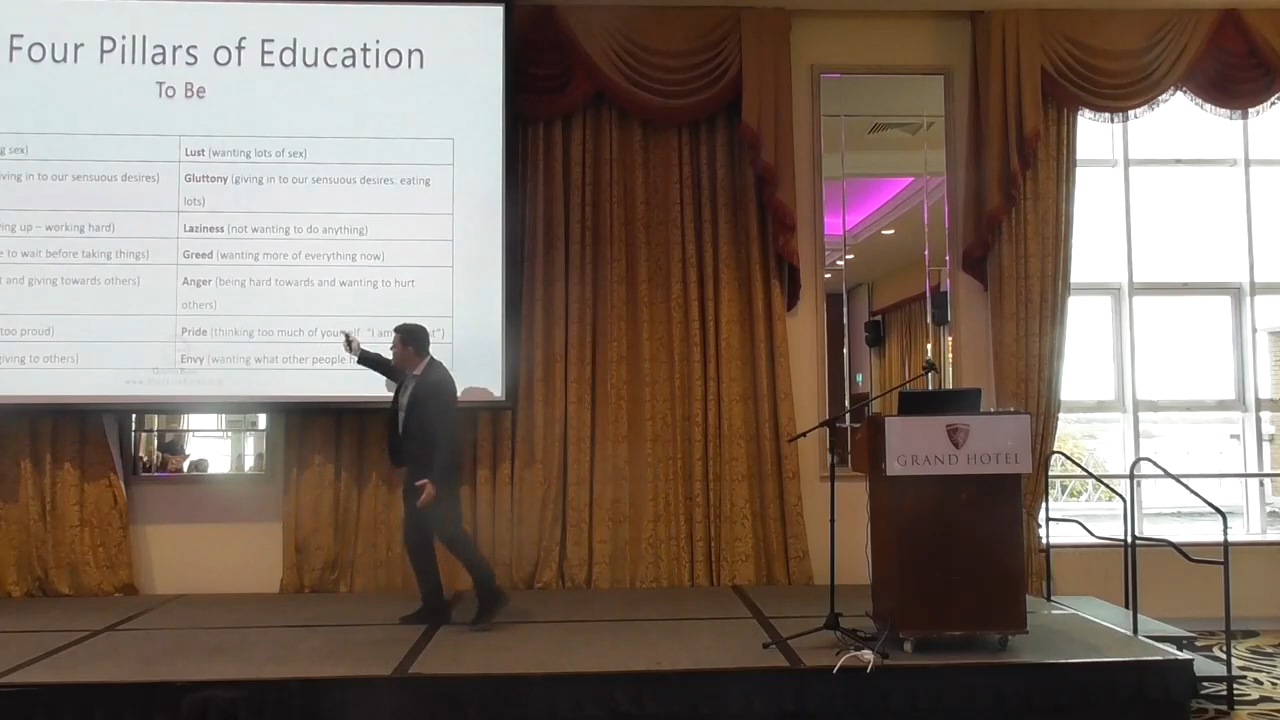 Four Pillars of Education
To Be
g sex)
Lust (wanting lots of sex)
iving in to our sensuous desires)
Gluttony (giving in to our sensuous desires: eating
lots)
ing up – working hard)
Laziness (not wanting to do anything)
e to wait before taking things)
Greed (wanting more of everything now)
t and giving towards others)
Anger (being hard towards and wanting to hurt
others)
too proud)
Pride (thinking too much of yourself "I am t")
giving to others)
Envy (wanting what other people h
GRAND HOTEL